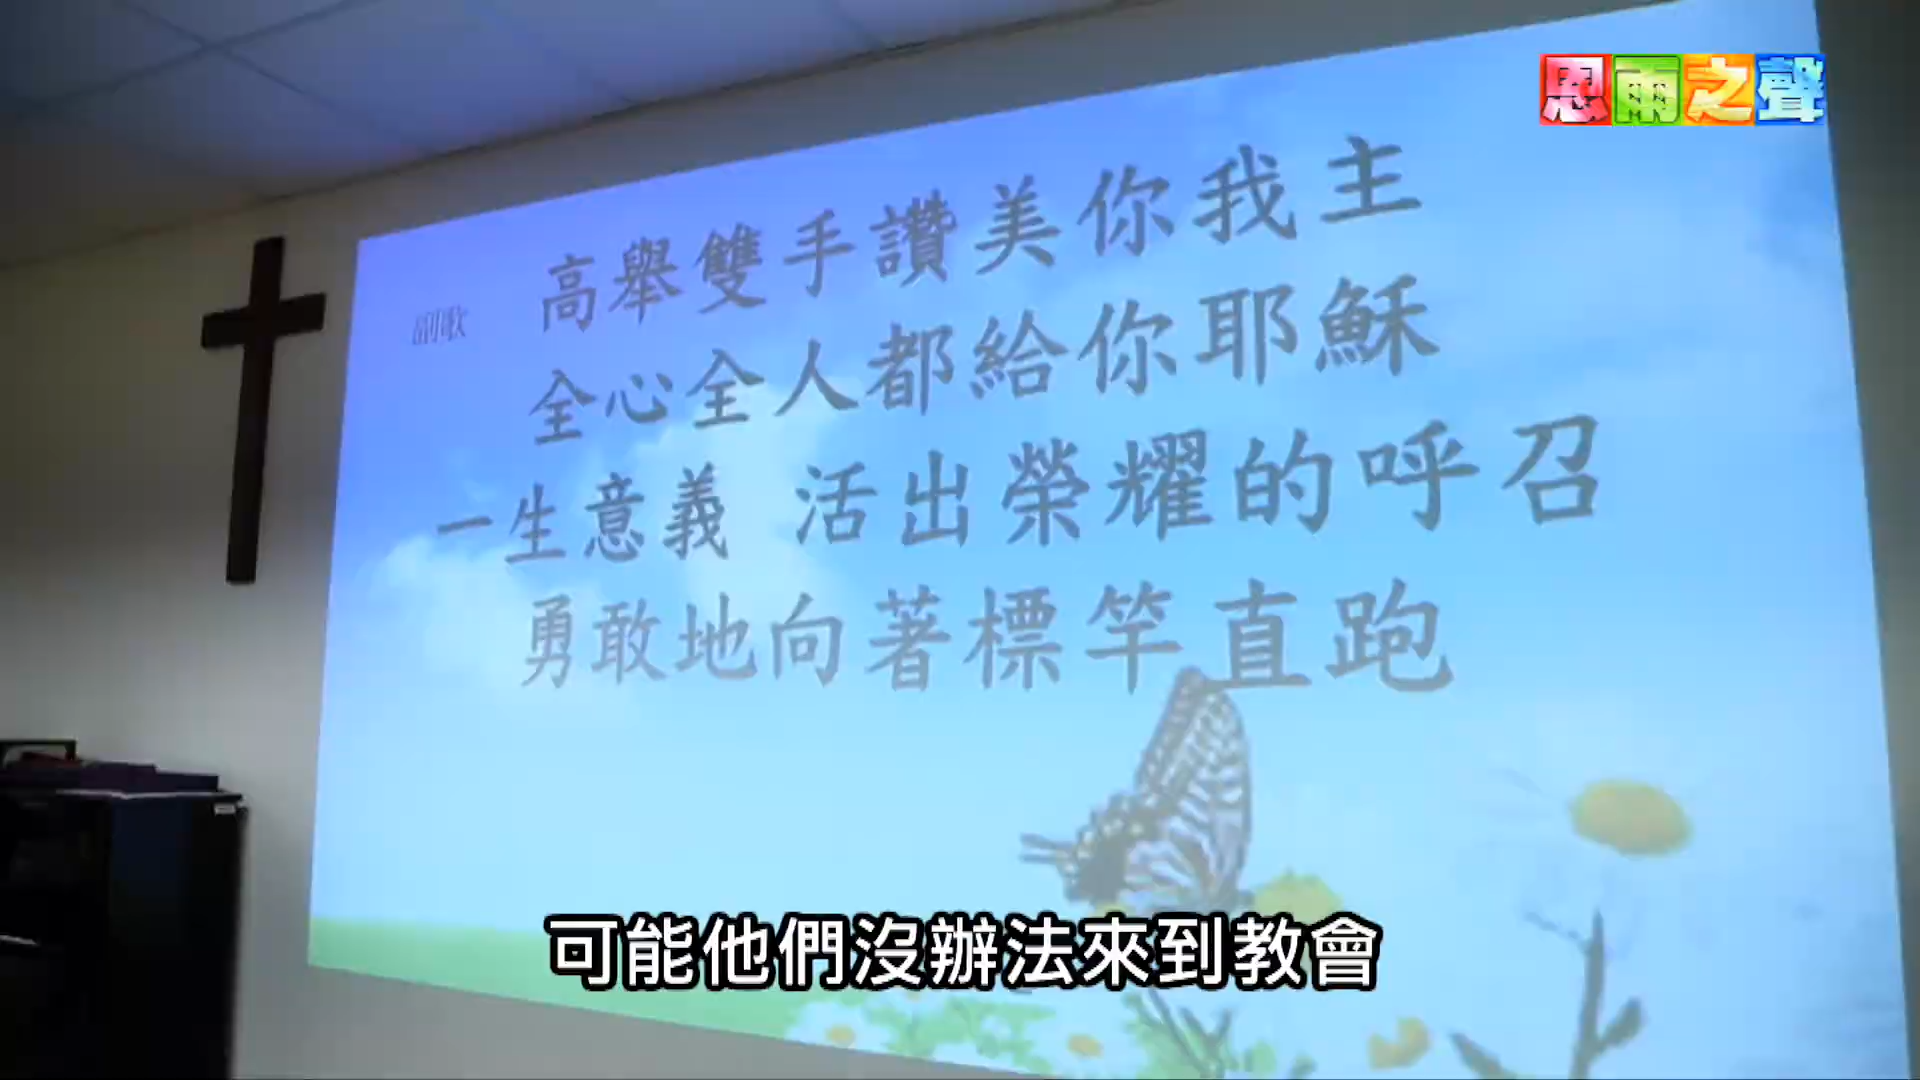 恩雨之聲
副歌
高舉雙手讚美你我主
全心全人都給你耶穌
一生意義 活出榮耀的呼召
勇敢地向著標竿直跑
可能他們沒辦法來到教會